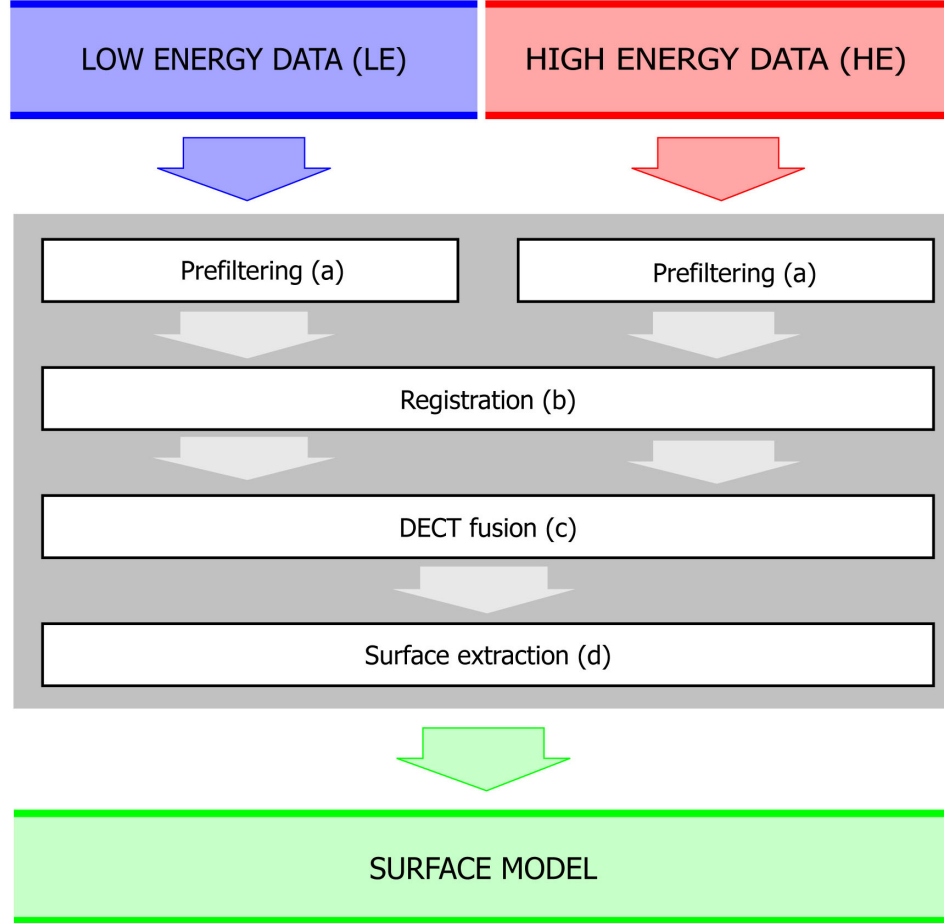 LOW ENERGY DATA (LE)
HIGH ENERGY DATA (HE)
Prefiltering (a)
Prefiltering (a)
Registration (b)
DECT fusion (c)
Surface extraction (d)
SURFACE MODEL